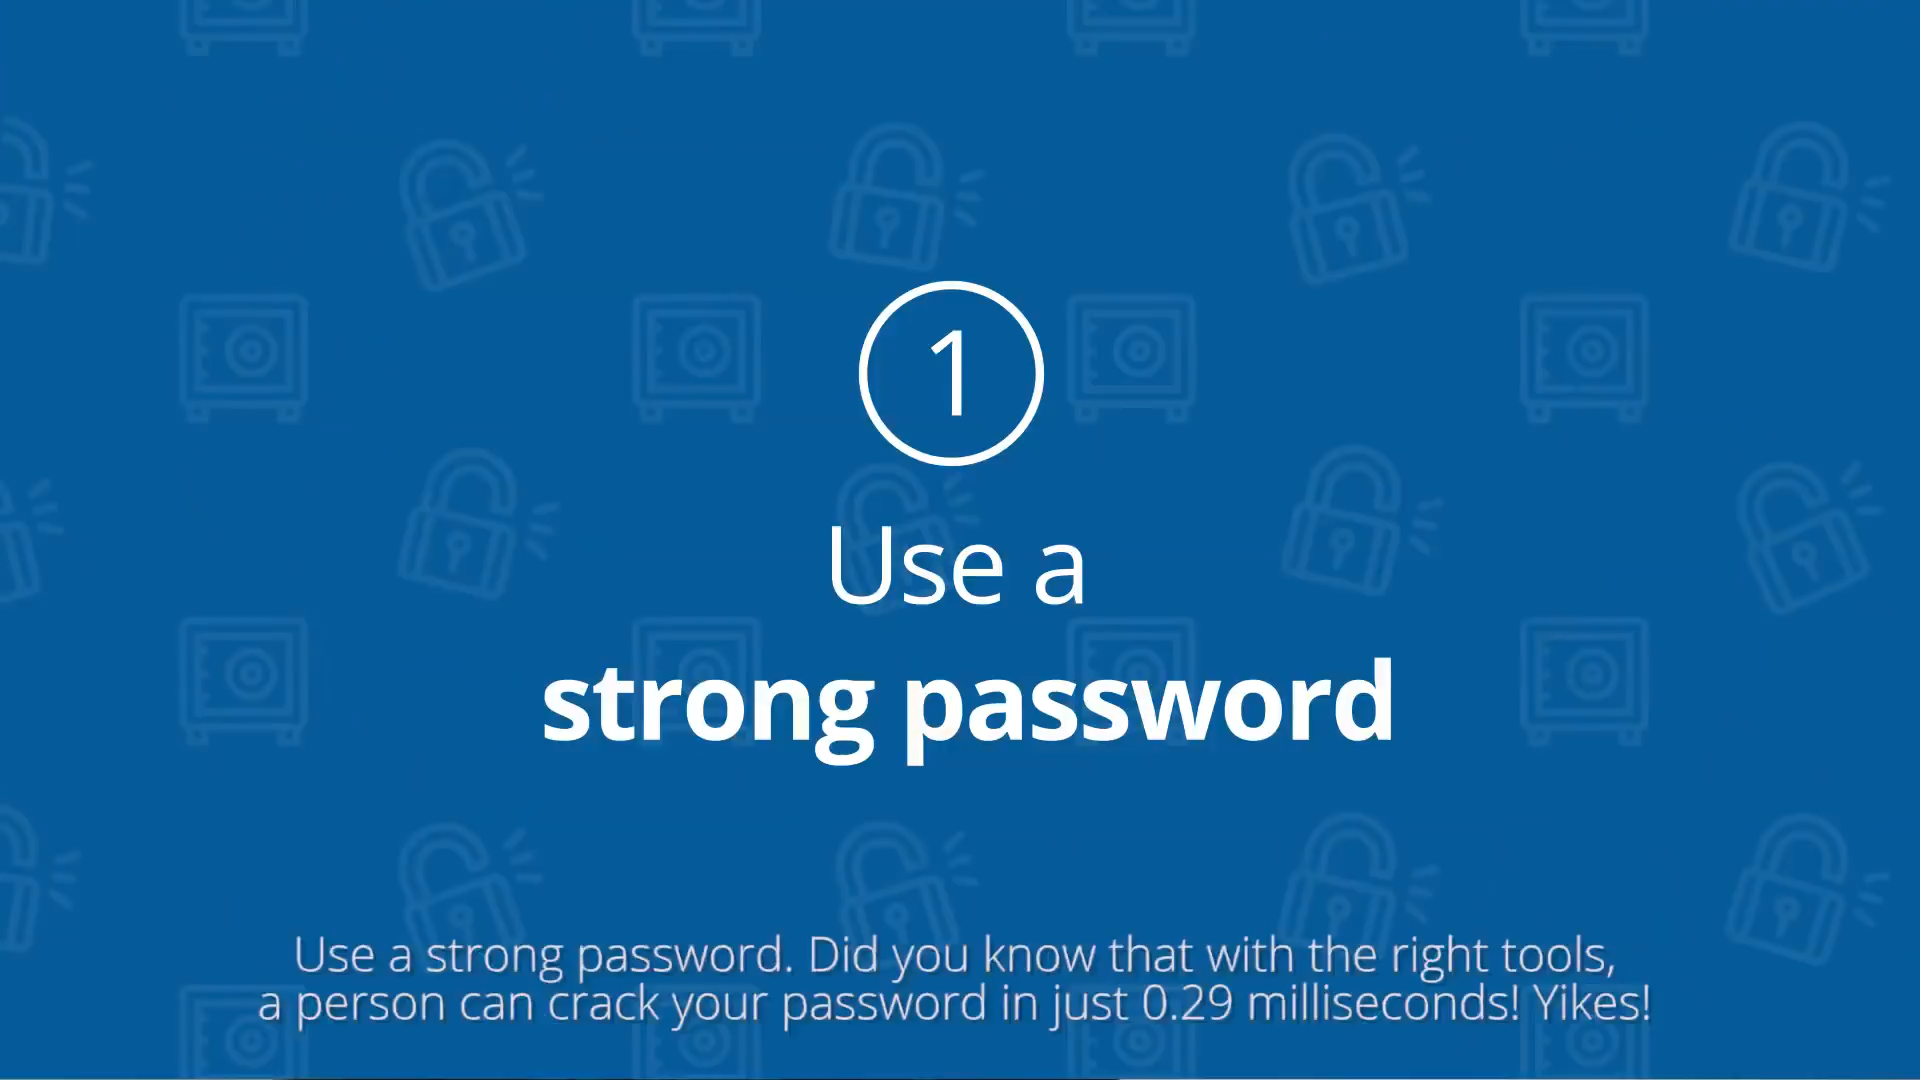 1
Use a
strong password
Use a strong password. Did you know that with the right tools,
a person can crack your password in just 0.29 milliseconds! Yikes!